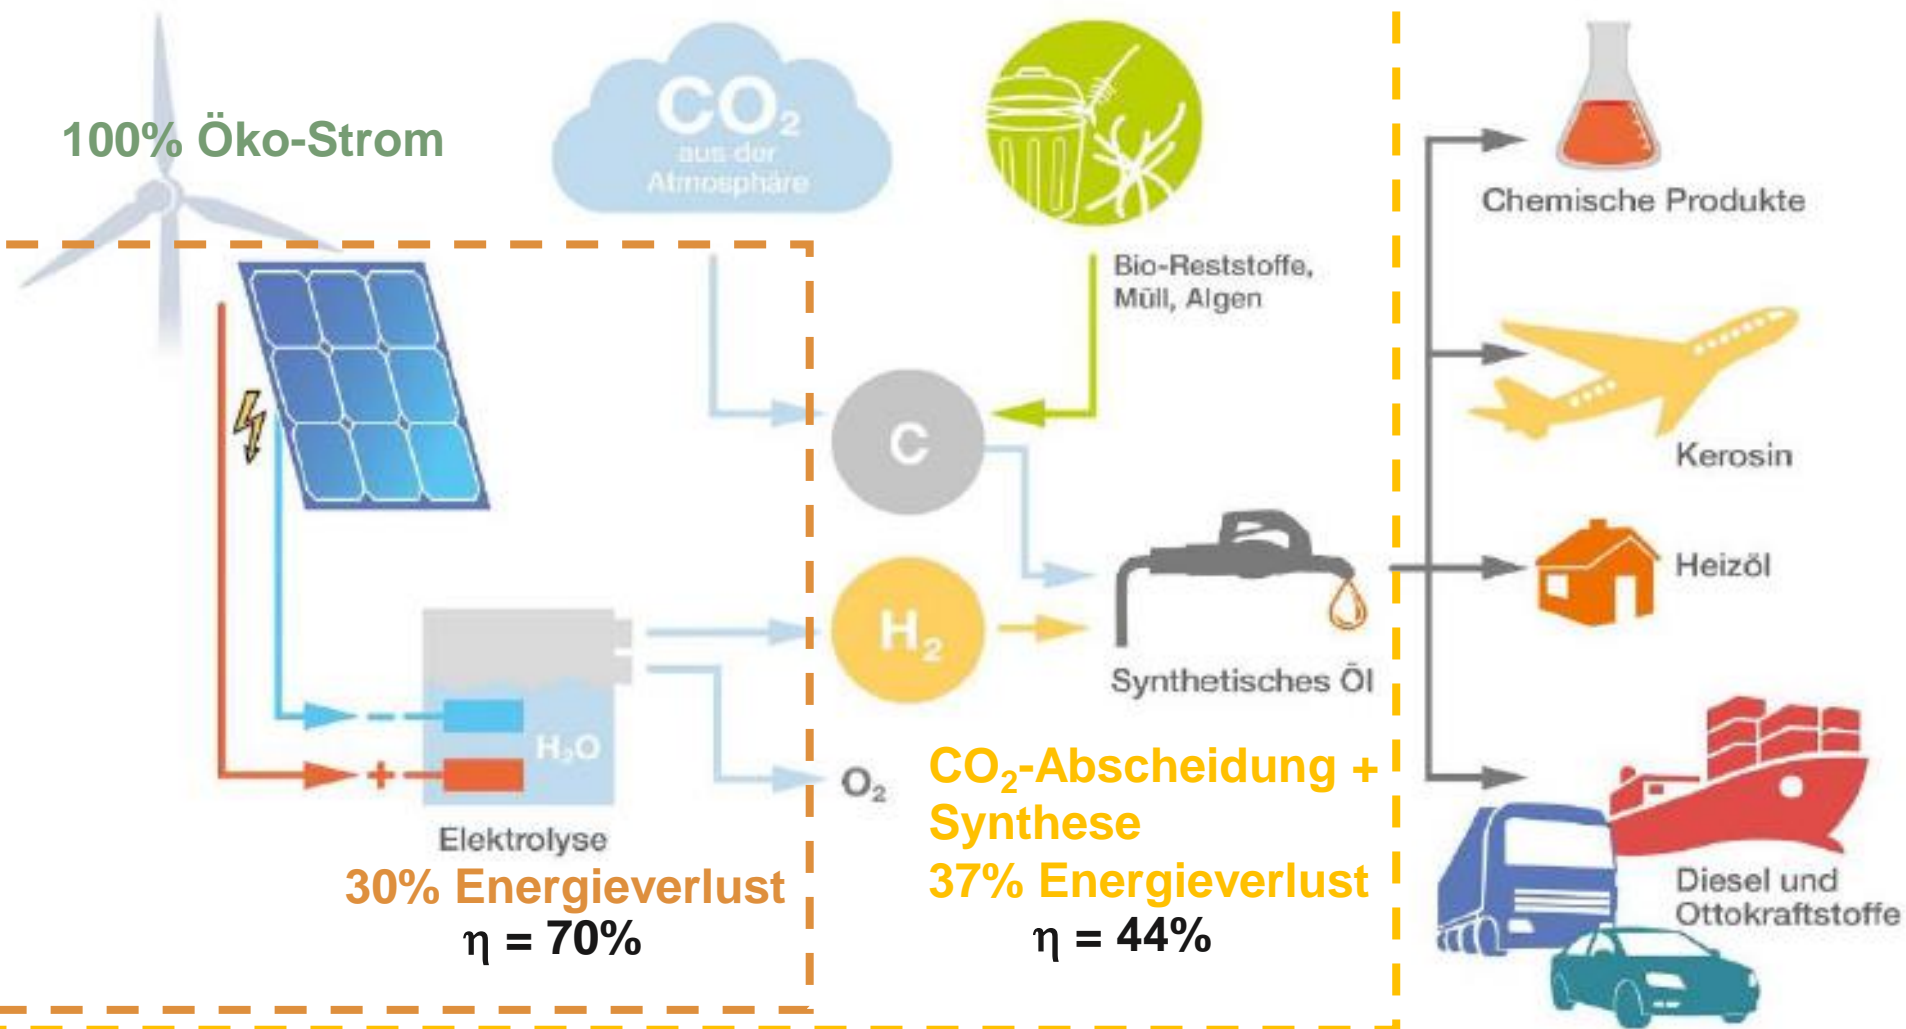 100% Öko-Strom
CO₂
aus der
Atmosphäre
Bio-Reststoffe,
Müll, Algen
Chemische Produkte
C
Kerosin
H₂
Heizöl
Synthetisches Öl
−
+
H₂O
O₂
Elektrolyse
30% Energieverlust
η = 70%
CO₂-Abscheidung +
Synthese
37% Energieverlust
η = 44%
Diesel und
Ottokraftstoffe